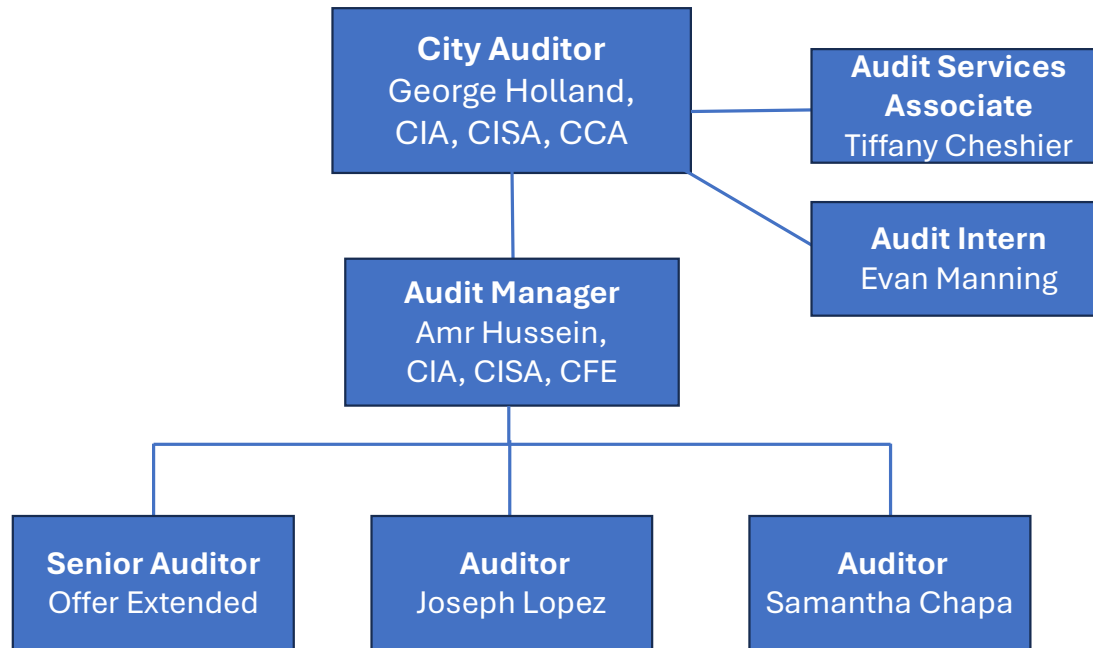 City Auditor
George Holland,
CIA, CISA, CCA
Audit Services
Associate
Tiffany Cheshier
Audit Intern
Evan Manning
Audit Manager
Amr Hussein,
CIA, CISA, CFE
Senior Auditor
Offer Extended
Auditor
Joseph Lopez
Auditor
Samantha Chapa